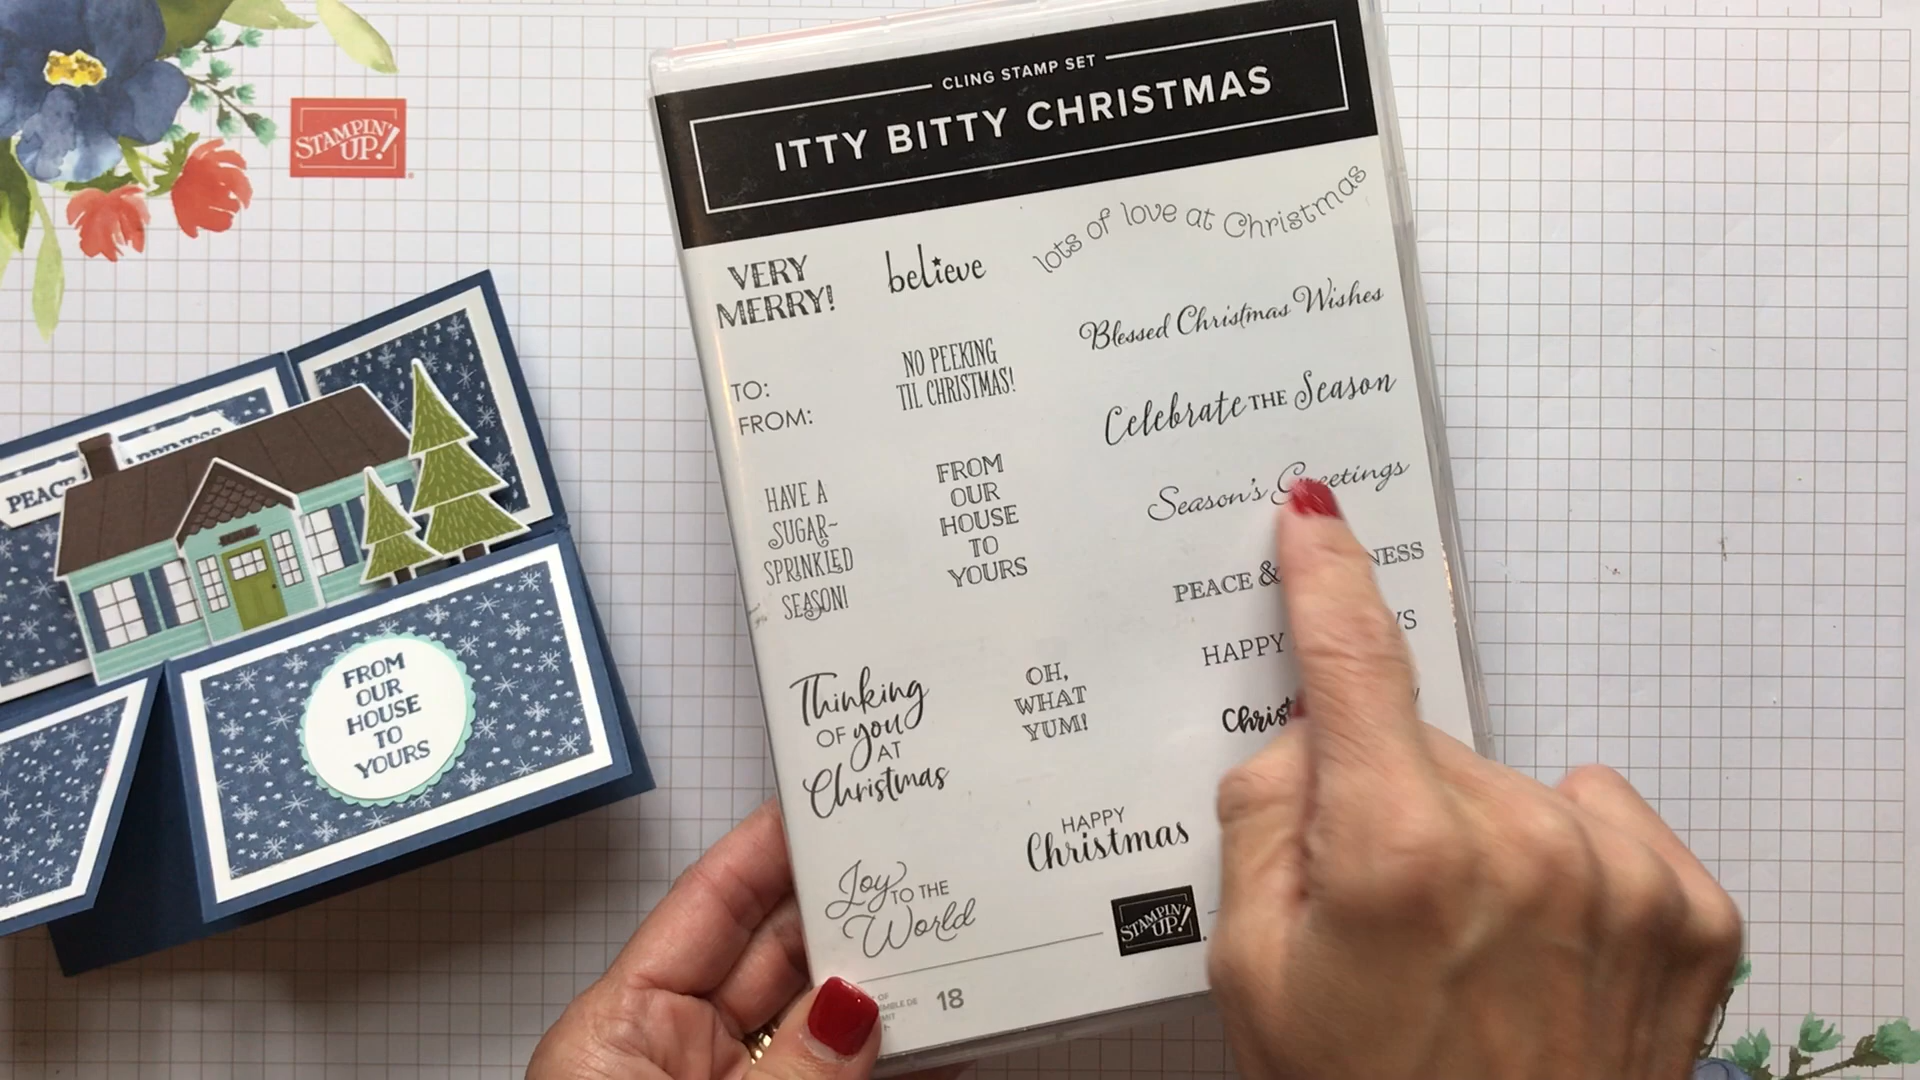 STAMPIN'
UP!
CLING STAMP SET
ITTY BITTY CHRISTMAS
VERY
MERRY!
believe
lots of love at Christmas
TO:
FROM:
NO PEEKING
'TIL CHRISTMAS!
Blessed Christmas Wishes
Celebrate THE Season
HAVE A
SUGAR~
SPRINKLED
SEASON!
FROM
OUR
HOUSE
TO
YOURS
Season's Greetings
PEACE &
HAPPY
Thinking
OF you AT
Christmas
OH,
WHAT
YUM!
HAPPY
Christmas
Joy TO THE
World
STAMPIN'
UP!
18
PEACE
FROM
OUR
HOUSE
TO
YOURS